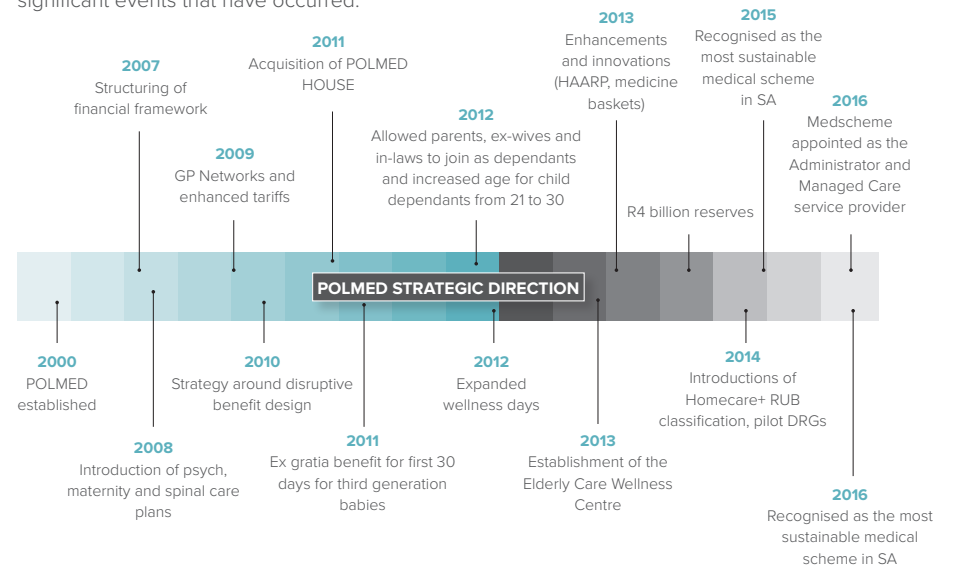 significant events that have occurred.
2007
Structuring of
financial framework
2009
GP Networks and
enhanced tariffs
2011
Acquisition of POLMED
HOUSE
2012
Allowed parents, ex-wives and
in-laws to join as dependants
and increased age for child
dependants from 21 to 30
2013
Enhancements
and innovations
(HAARP, medicine
baskets)
R4 billion reserves
2015
Recognised as the
most sustainable
medical scheme
in SA
2016
Medscheme
appointed as the
Administrator and
Managed Care
service provider
POLMED STRATEGIC DIRECTION
2000
POLMED
established
2008
Introduction of psych,
maternity and spinal care
plans
2010
Strategy around disruptive
benefit design
2011
Ex gratia benefit for first 30
days for third generation
babies
2012
Expanded
wellness days
2013
Establishment of the
Elderly Care Wellness
Centre
2014
Introductions of
Homecare+ RUB
classification, pilot DRGs
2016
Recognised as the most
sustainable medical
scheme in SA